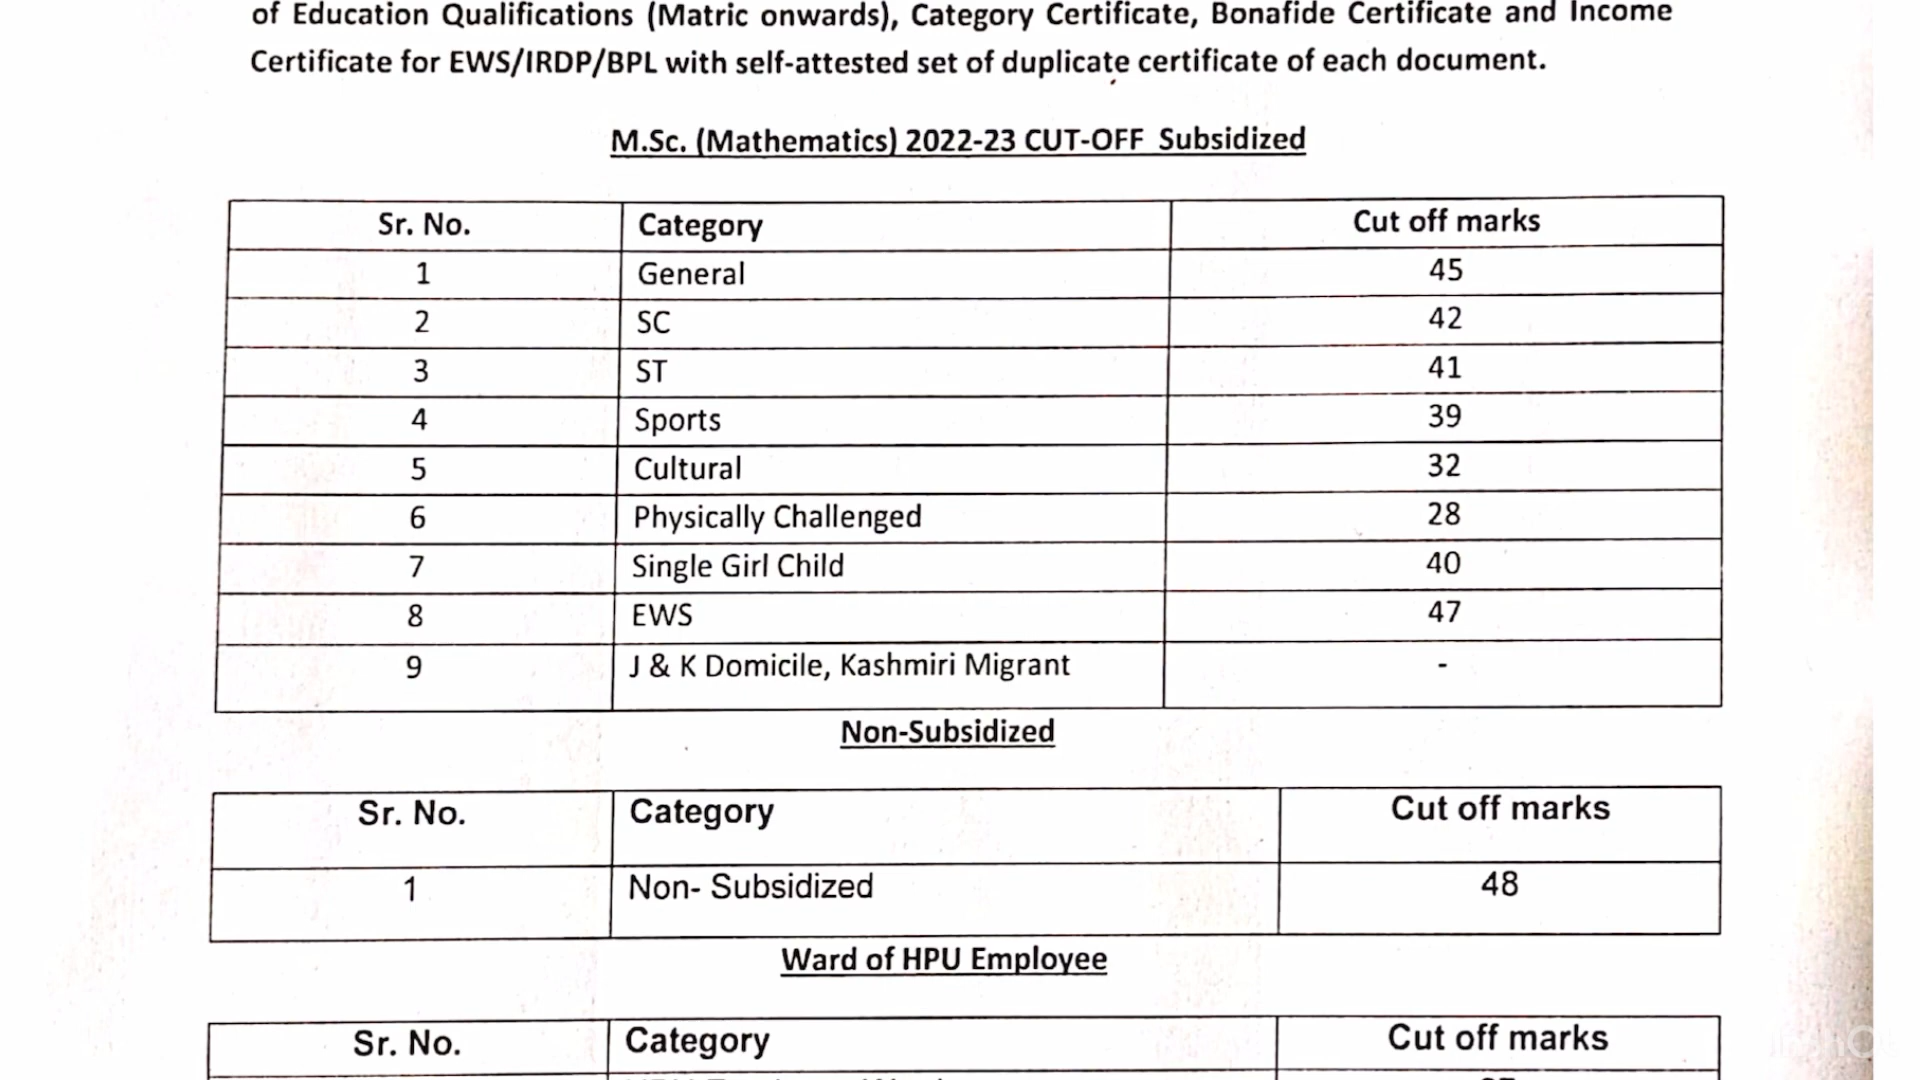 of Education Qualifications (Matric onwards), Category Certificate, Bonafide Certificate and Income
Certificate for EWS/IRDP/BPL with self-attested set of duplicate certificate of each document.
M.Sc. (Mathematics) 2022-23 CUT-OFF Subsidized
Sr. No. Category Cut off marks
1 General 45
2 SC 42
3 ST 41
4 Sports 39
5 Cultural 32
6 Physically Challenged 28
7 Single Girl Child 40
8 EWS 47
9 J & K Domicile, Kashmiri Migrant -
Non-Subsidized
Sr. No. Category Cut off marks
1 Non- Subsidized 48
Ward of HPU Employee
Sr. No. Category Cut off marks